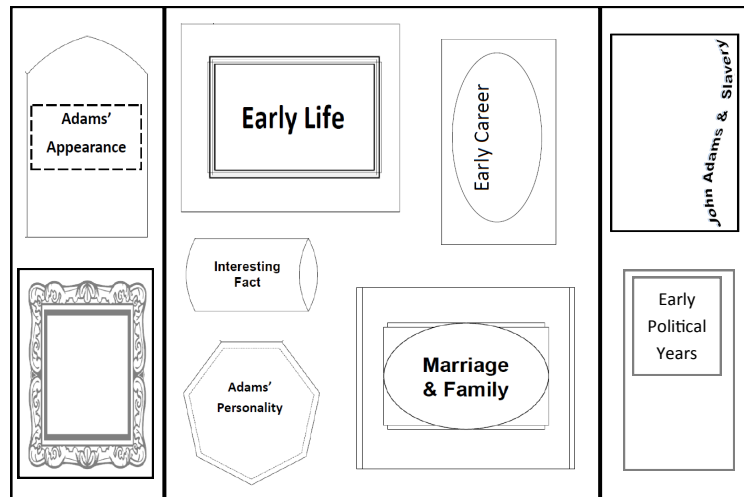 Adams'
Appearance
Early Life
Early Career
Interesting
Fact
Adams'
Personality
Marriage
& Family
John Adams & Slavery
Early
Political
Years